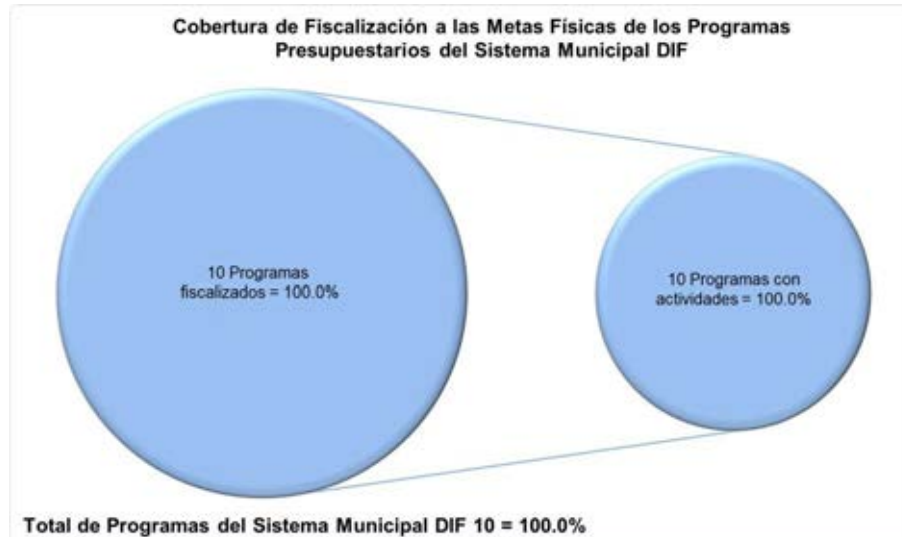 Cobertura de Fiscalización a las Metas Físicas de los Programas
Presupuestarios del Sistema Municipal DIF
10 Programas
fiscalizados = 100.0%
10 Programas con
actividades = 100.0%
Total de Programas del Sistema Municipal DIF 10 = 100.0%